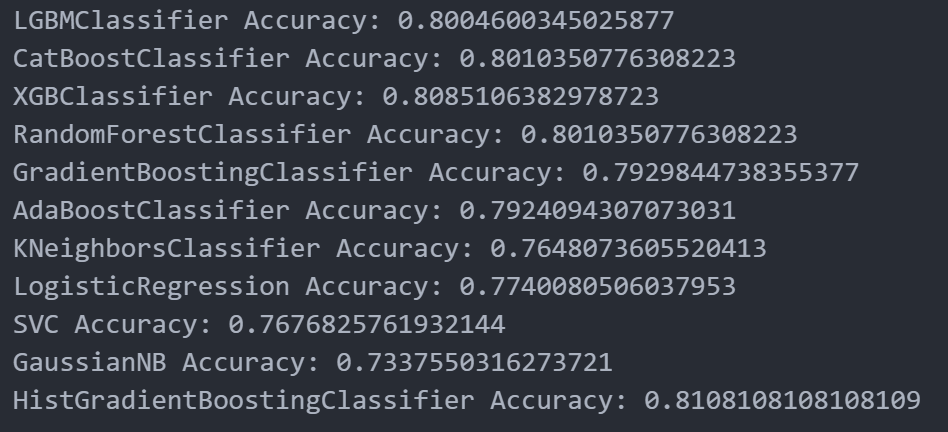 LGBMClassifier Accuracy: 0.8004600345025877
CatBoostClassifier Accuracy: 0.8010350776308223
XGBClassifier Accuracy: 0.8085106382978723
RandomForestClassifier Accuracy: 0.8010350776308223
GradientBoostingClassifier Accuracy: 0.7929844738355377
AdaBoostClassifier Accuracy: 0.7924094307073031
KNeighborsClassifier Accuracy: 0.7648073605520413
LogisticRegression Accuracy: 0.7740080506037953
SVC Accuracy: 0.7676825761932144
GaussianNB Accuracy: 0.7337550316273721
HistGradientBoostingClassifier Accuracy: 0.8108108108108109